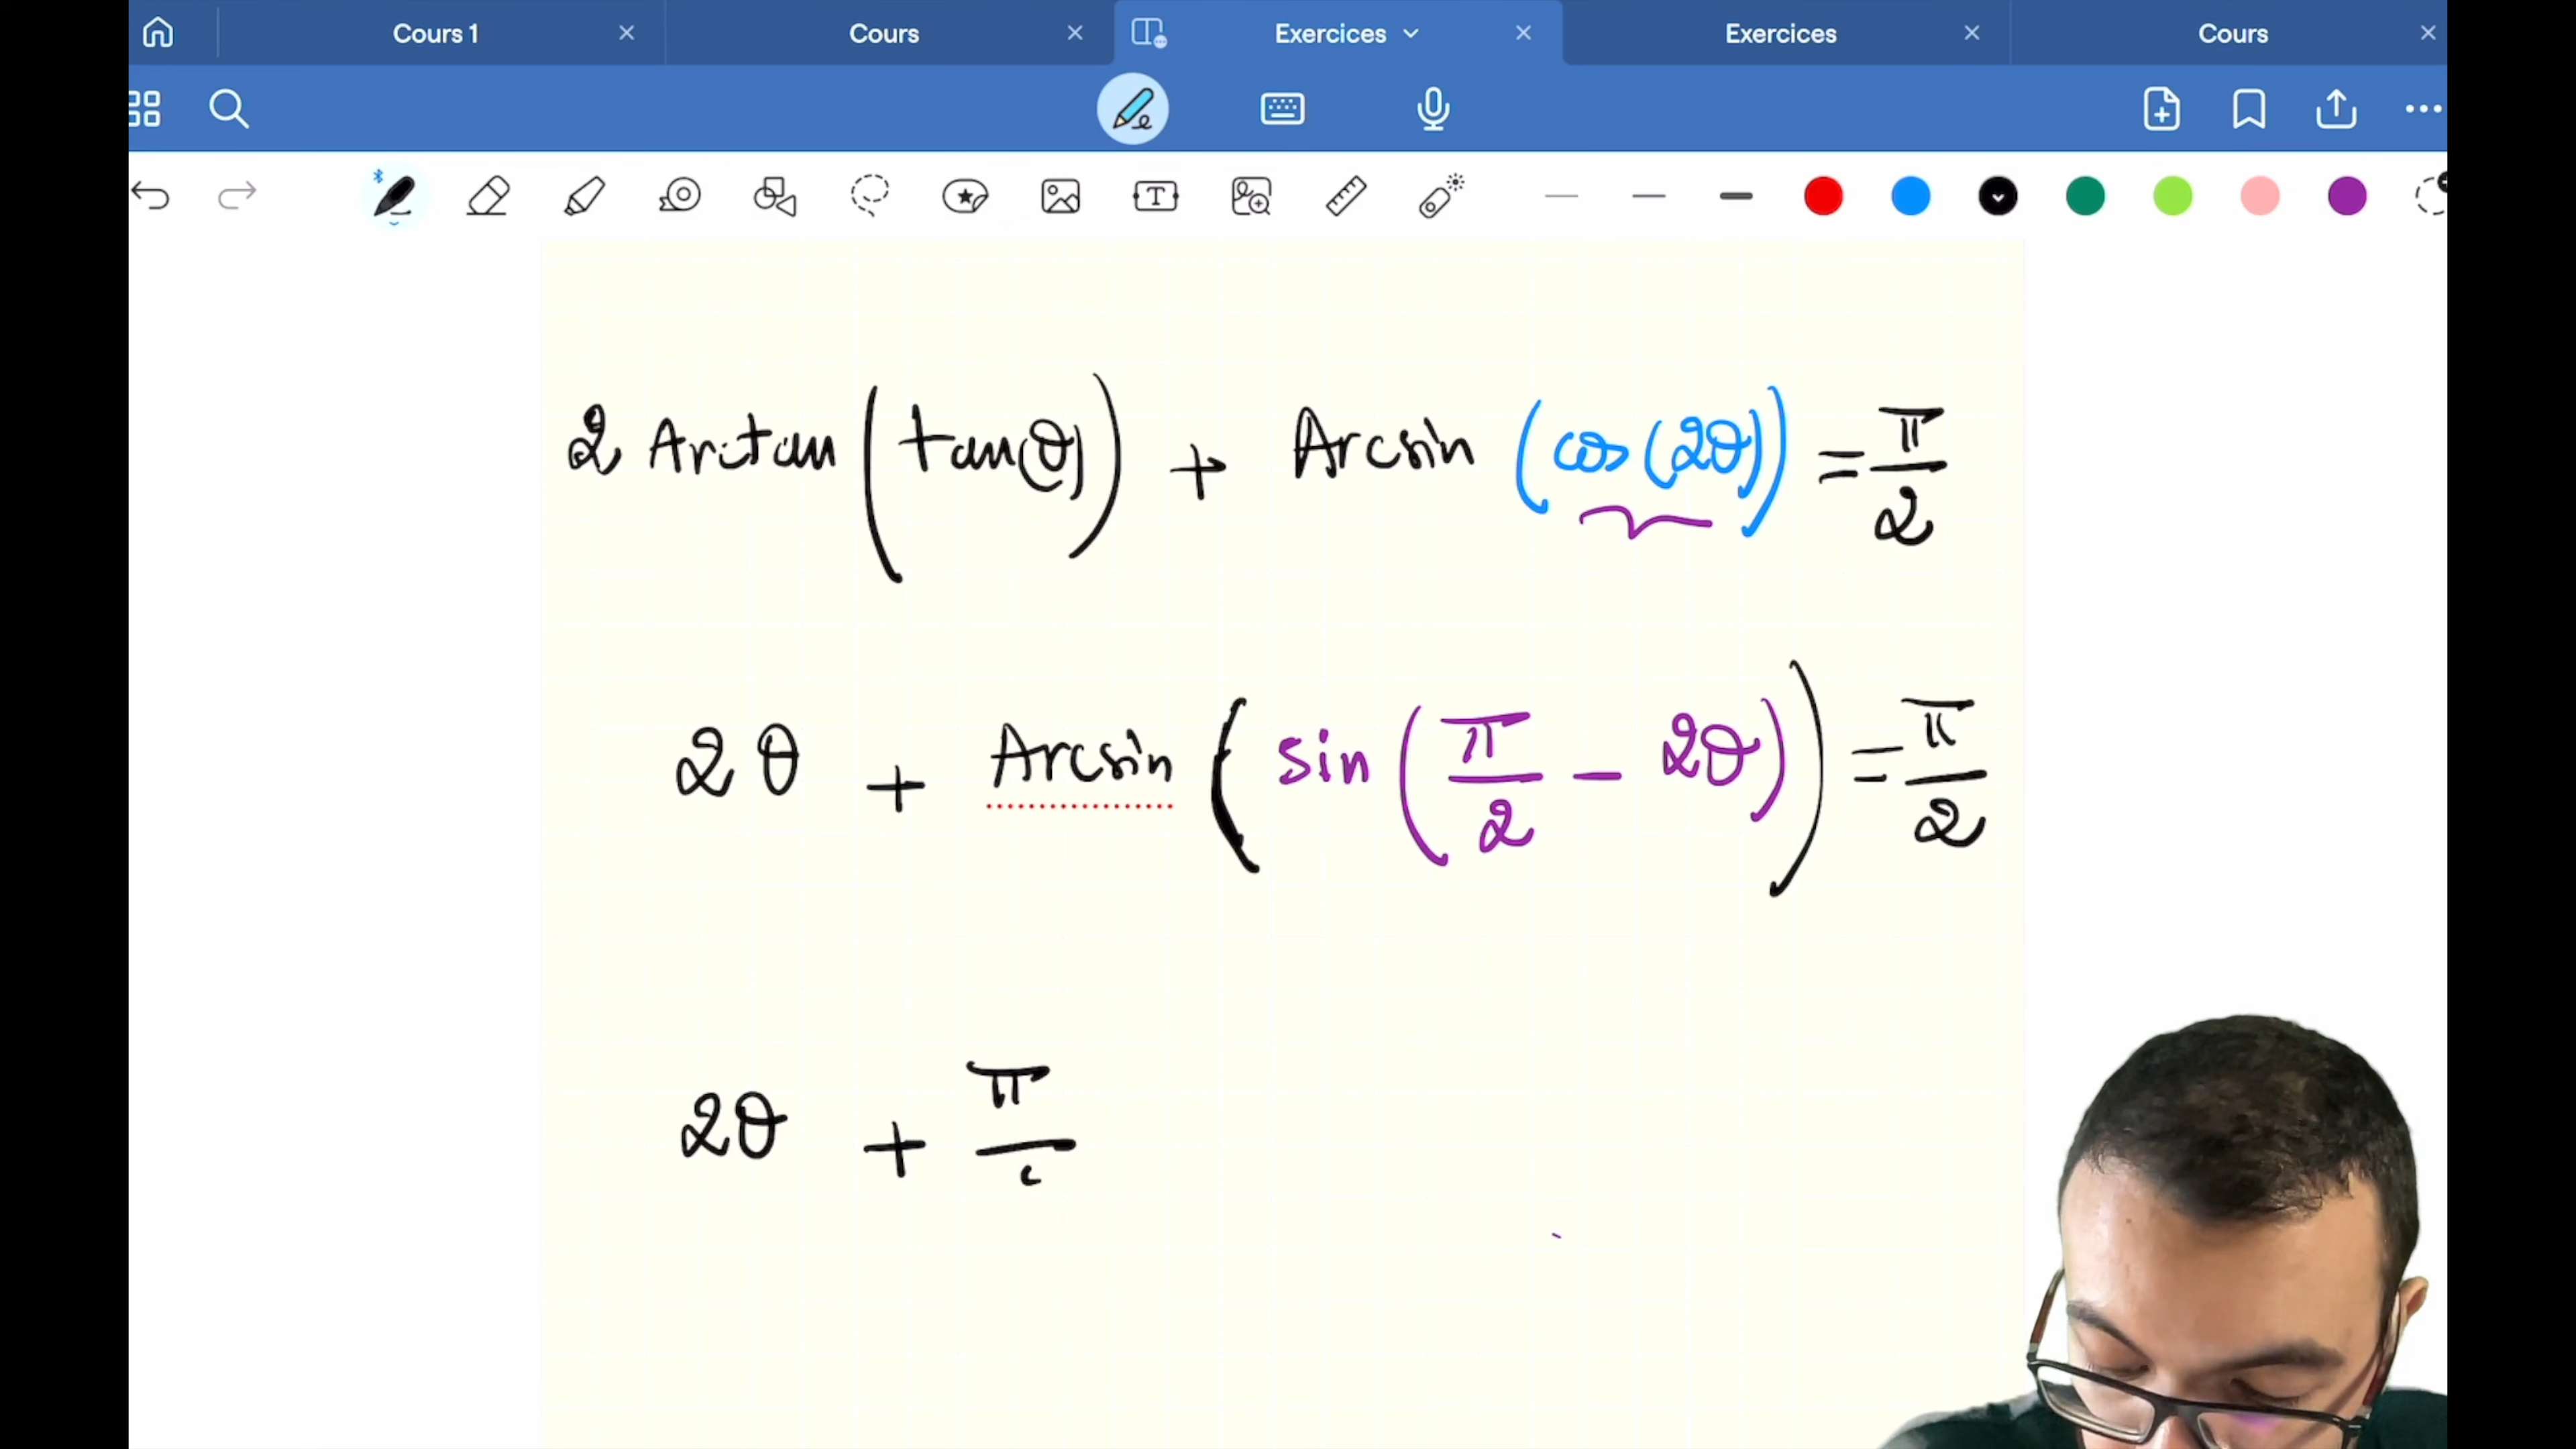 Cours 1 Cours Exercices Exercices Cours
2 Arctan (tan(θ)) + Arcsin (cos(2θ)) = π/2
2θ + Arcsin (sin(π/2 - 2θ)) = π/2
2θ + π